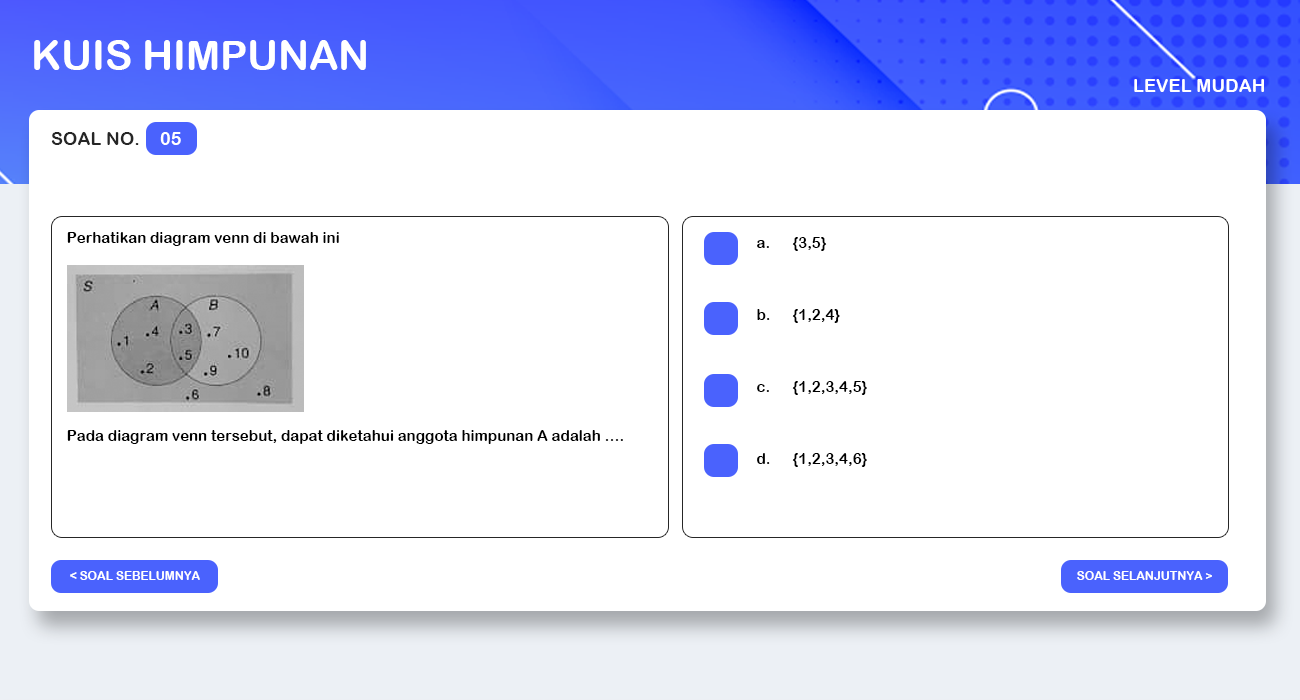 KUIS HIMPUNAN
LEVEL MUDAH
SOAL NO. 05
Perhatikan diagram venn di bawah ini
S
A B
.1 .4 .3 .7
.5 .10
.2 .9
.6 .8
Pada diagram venn tersebut, dapat diketahui anggota himpunan A adalah ....
a. {3,5}
b. {1,2,4}
c. {1,2,3,4,5}
d. {1,2,3,4,6}
< SOAL SEBELUMNYA
SOAL SELANJUTNYA >